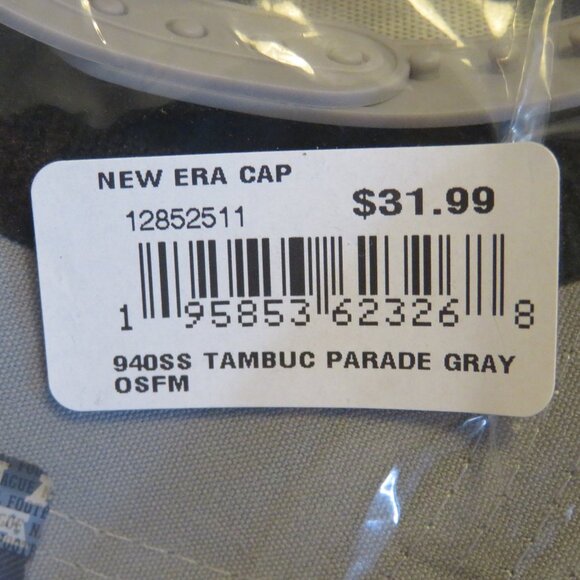 NEW ERA CAP
12852511
$31.99
1 95853 62326 8
940SS TAMBUC PARADE GRAY
OSFM